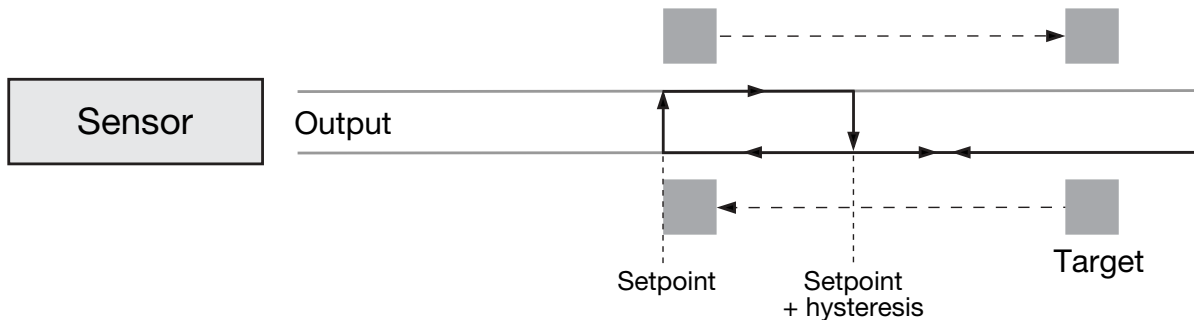 Sensor
Output
Target
Setpoint
Setpoint
+ hysteresis